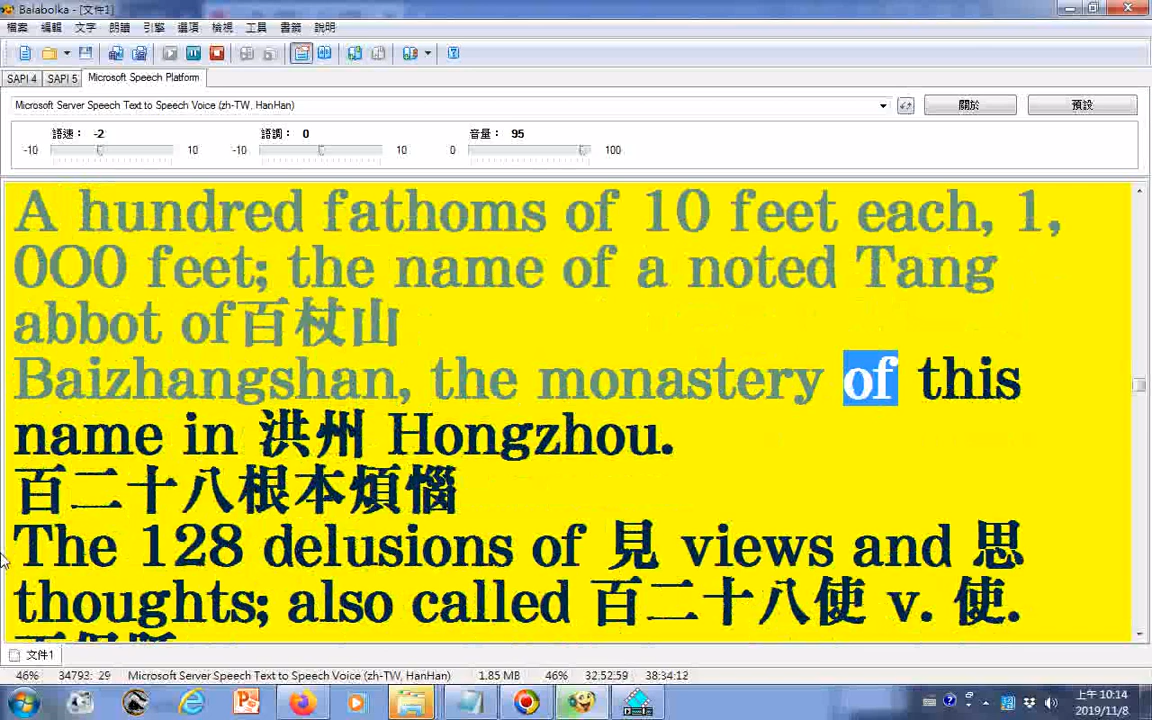 Balabolka - [文件1]
檔案 編輯 文字 朗讀 引擎 選項 檢視 工具 書籤 說明
SAPI 4 SAPI 5 Microsoft Speech Platform
Microsoft Server Speech Text to Speech Voice (zh-TW, HanHan) 關於 預設
語速： -2 語調： 0 音量： 95
-10 10 -10 10 0 100
A hundred fathoms of 10 feet each, 1,
0O0 feet; the name of a noted Tang
abbot of百杖山
Baizhangshan, the monastery of this
name in 洪州 Hongzhou.
百二十八根本煩惱
The 128 delusions of 見 views and 思
thoughts; also called 百二十八使 v. 使.
文件1
46% 34793: 29 Microsoft Server Speech Text to Speech Voice (zh-TW, HanHan) 1.85 MB 46% 32:52:59 38:34:12
上午 10:14
2019/11/8